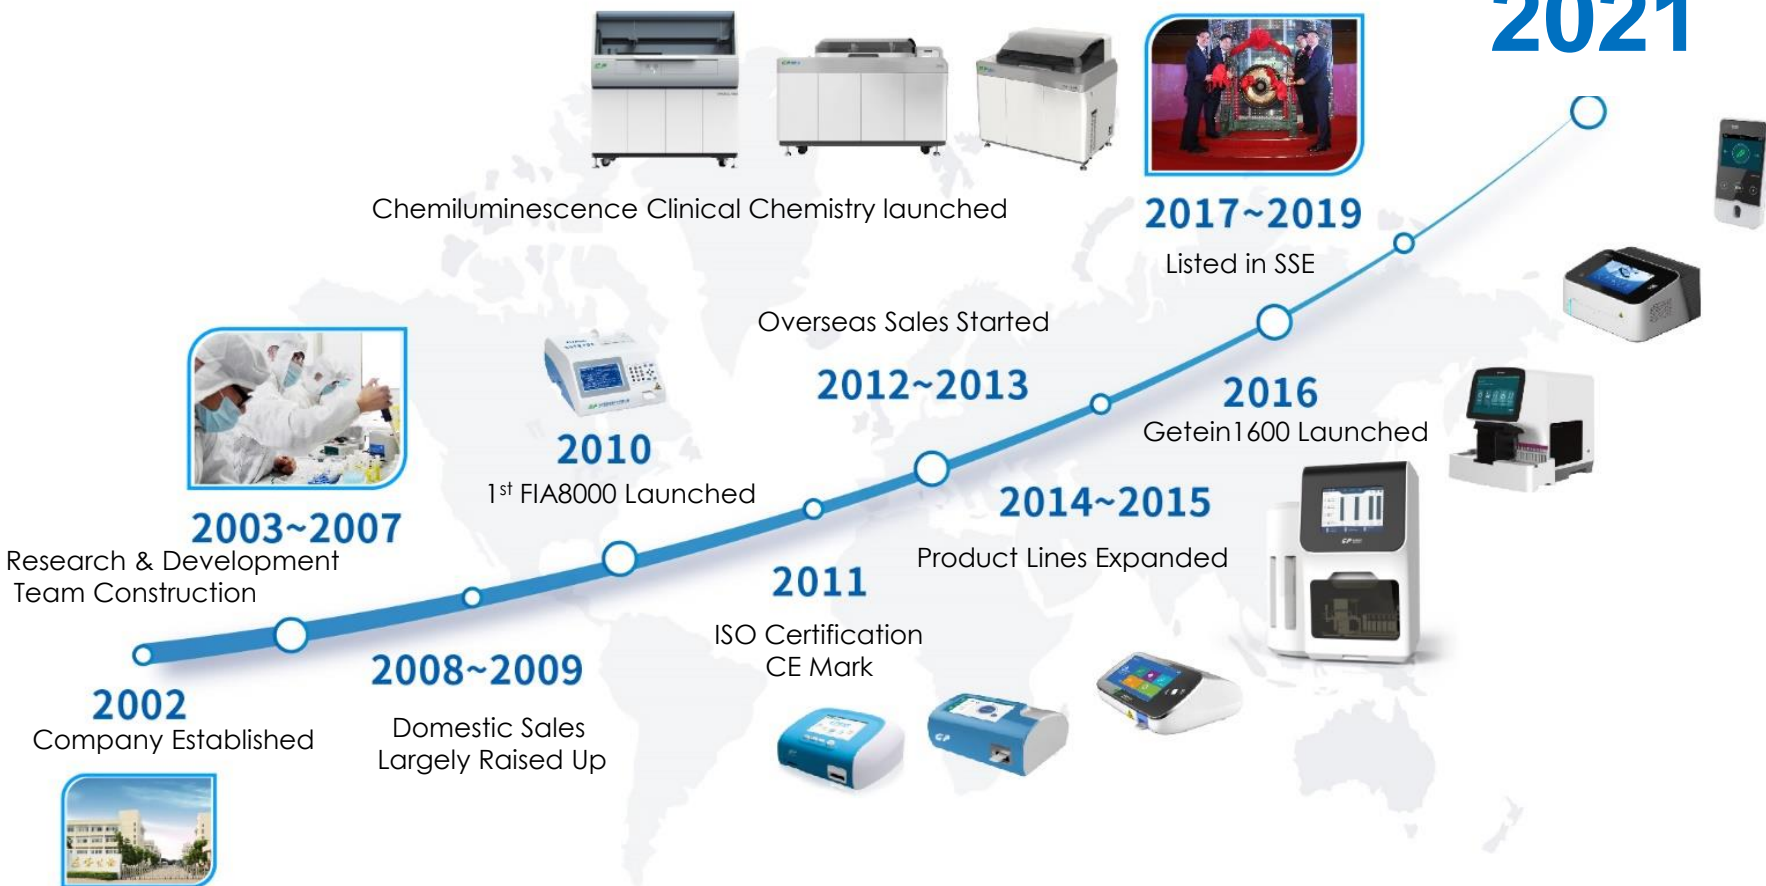 2021
Chemiluminescence Clinical Chemistry launched
2017~2019
Listed in SSE
Overseas Sales Started
2012~2013
2016
Getein1600 Launched
2010
1st FIA8000 Launched
2014~2015
Product Lines Expanded
2003~2007
Research & Development
Team Construction
2011
ISO Certification
CE Mark
2008~2009
Domestic Sales
Largely Raised Up
2002
Company Established